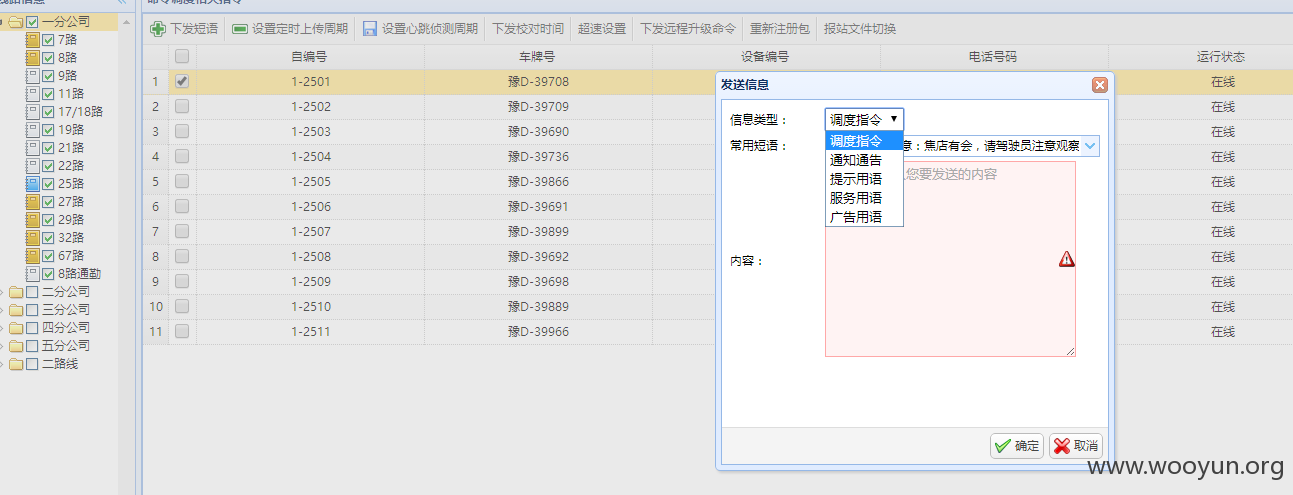 命令调度相关指令
一分公司
7路
8路
9路
11路
17/18路
19路
21路
22路
25路
27路
29路
32路
67路
8路通勤
二分公司
三分公司
四分公司
五分公司
二路线
下发短语 设置定时上传周期 设置心跳侦测周期 下发校对时间 超速设置 下发远程升级命令 重新注册包 报站文件切换
自编号 车牌号 设备编号 电话号码 运行状态
1 1-2501 豫D-39708 在线
2 1-2502 豫D-39709 在线
3 1-2503 豫D-39690 在线
4 1-2504 豫D-39736 在线
5 1-2505 豫D-39866 在线
6 1-2506 豫D-39691 在线
7 1-2507 豫D-39899 在线
8 1-2508 豫D-39692 在线
9 1-2509 豫D-39698 在线
10 1-2510 豫D-39889 在线
11 1-2511 豫D-39966 在线
发送信息
信息类型： 调度指令
调度指令
通知通告
提示用语
服务用语
广告用语
常用短语： 意：焦店有会，请驾驶员注意观察
您要发送的内容
内容：
确定 取消
www.wooyun.org